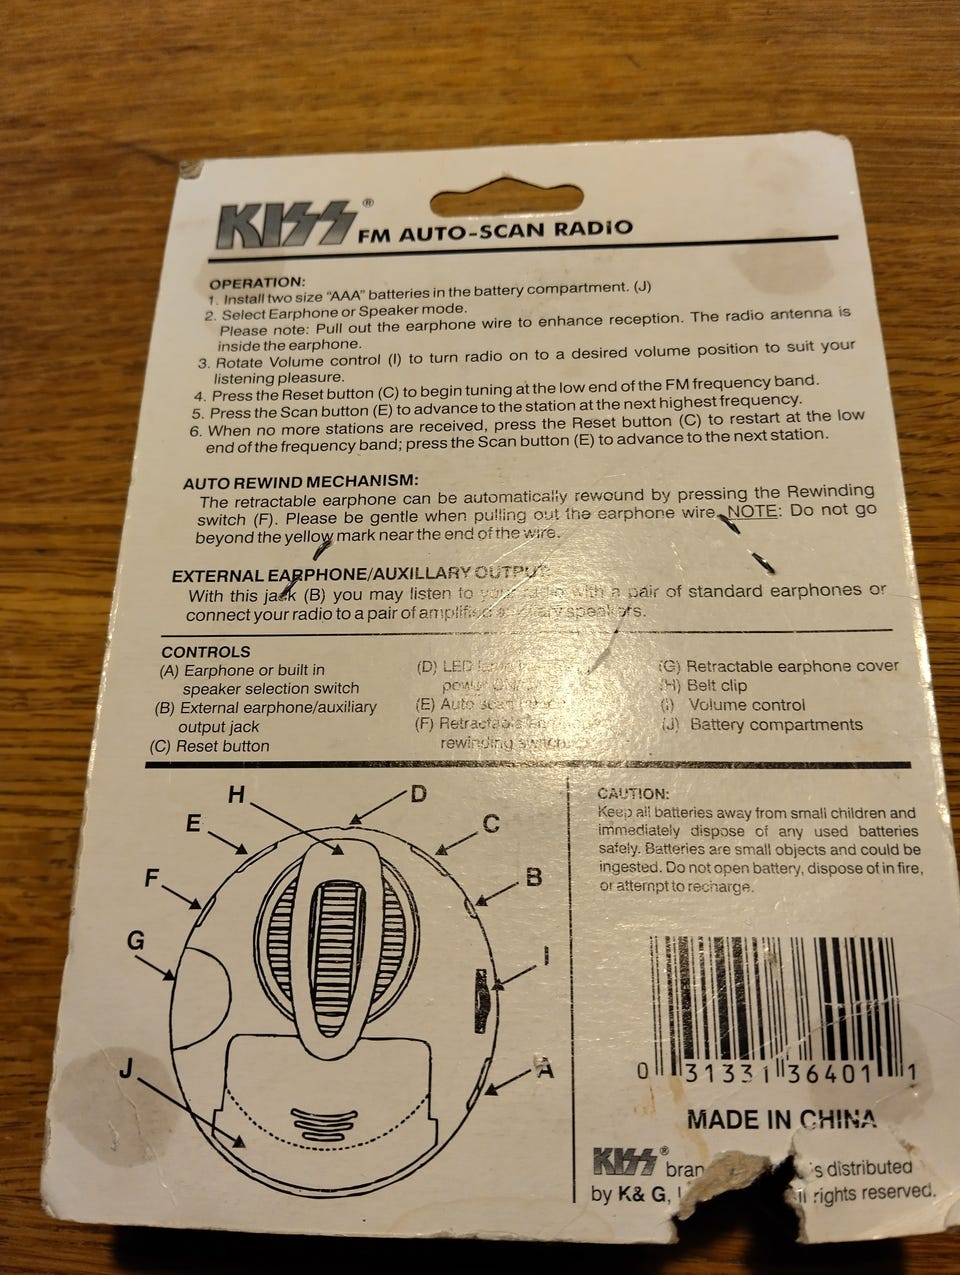 KISS® FM AUTO-SCAN RADIO
OPERATION:
1. Install two size "AAA" batteries in the battery compartment. (J)
2. Select Earphone or Speaker mode.
Please note: Pull out the earphone wire to enhance reception. The radio antenna is
inside the earphone.
3. Rotate Volume control (I) to turn radio on to a desired volume position to suit your
listening pleasure.
4. Press the Reset button (C) to begin tuning at the low end of the FM frequency band.
5. Press the Scan button (E) to advance to the station at the next highest frequency.
6. When no more stations are received, press the Reset button (C) to restart at the low
end of the frequency band; press the Scan button (E) to advance to the next station.
AUTO REWIND MECHANISM:
The retractable earphone can be automatically rewound by pressing the Rewinding
switch (F). Please be gentle when pulling out the earphone wire. NOTE: Do not go
beyond the yellow mark near the end of the wire.
EXTERNAL EARPHONE/AUXILLARY OUTPUT:
With this jack (B) you may listen to your radio with a pair of standard earphones or
connect your radio to a pair of amplified speakers.
CONTROLS
(A) Earphone or built in
speaker selection switch
(B) External earphone/auxiliary
output jack
(C) Reset button
(D) LED
power
(E) Auto scan
(F) Retractable
rewinding switch
(G) Retractable earphone cover
(H) Belt clip
(I) Volume control
(J) Battery compartments
H
D
E
C
F
B
G
I
J
A
CAUTION:
Keep all batteries away from small children and
immediately dispose of any used batteries
safely. Batteries are small objects and could be
ingested. Do not open battery, dispose of in fire,
or attempt to recharge.
0 31331 36401 1
MADE IN CHINA
KISS® bran s distributed
by K& G, rights reserved.